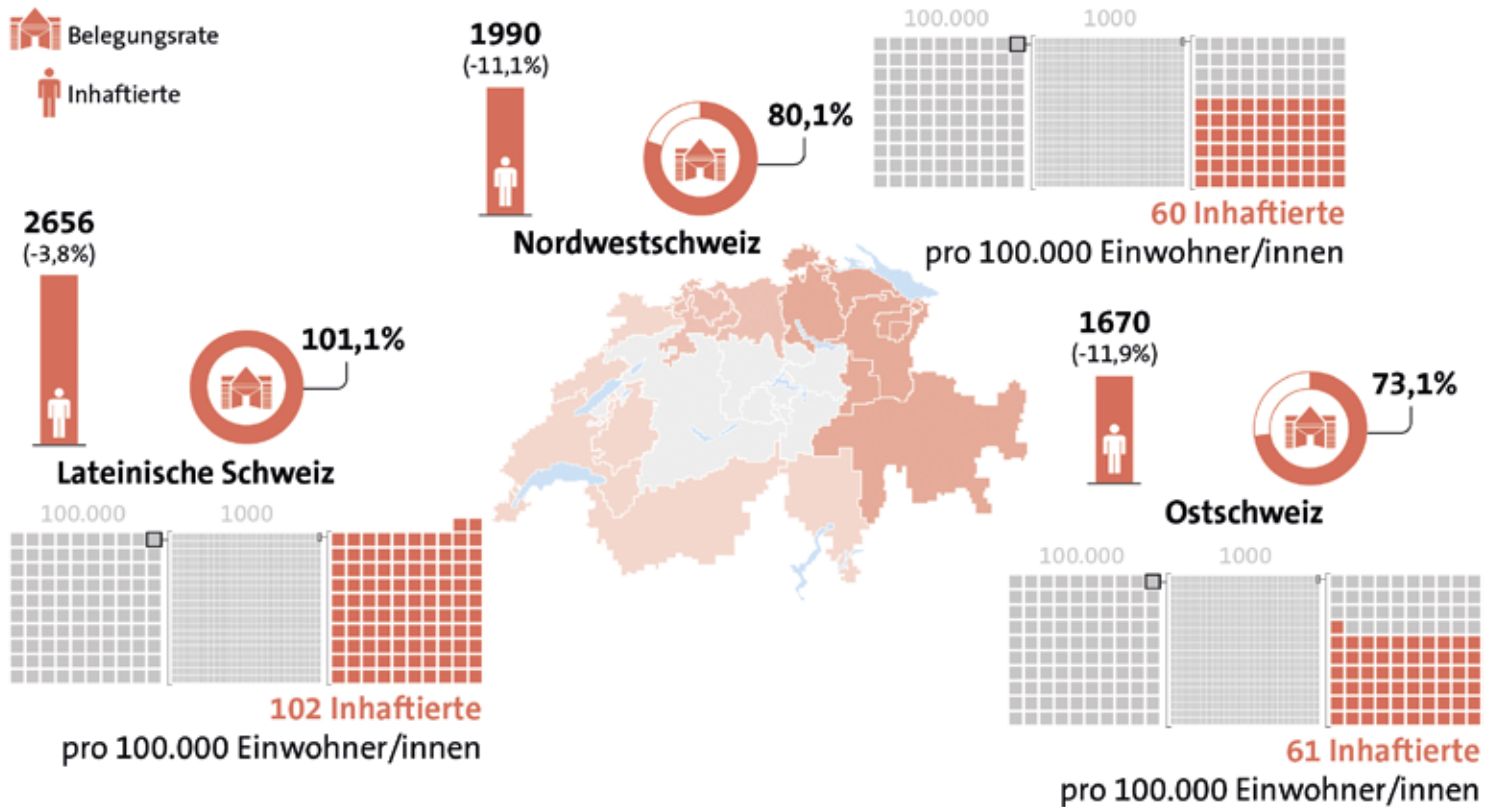 Belegungsrate
Inhaftierte
1990
(-11,1%)
80,1%
Nordwestschweiz
100.000 1000
60 Inhaftierte
pro 100.000 Einwohner/innen
2656
(-3,8%)
101,1%
Lateinische Schweiz
100.000 1000
102 Inhaftierte
pro 100.000 Einwohner/innen
1670
(-11,9%)
73,1%
Ostschweiz
100.000 1000
61 Inhaftierte
pro 100.000 Einwohner/innen